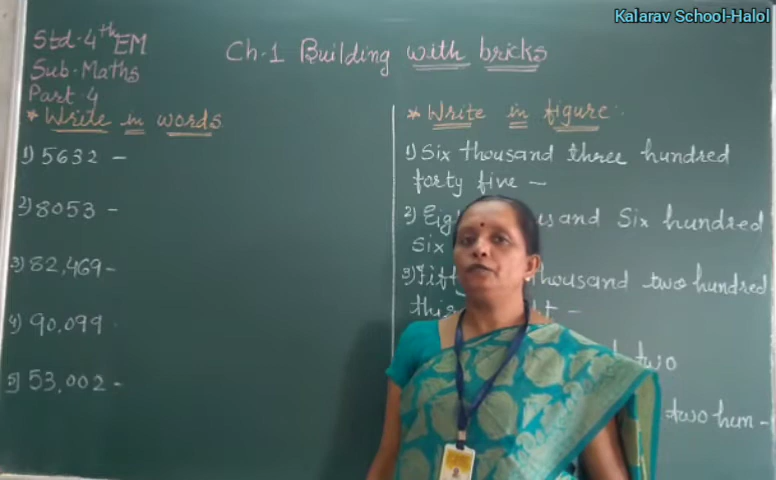 Kalarav School-Halol
Std-4th EM
Sub-Maths
Part-4
Ch-1 Building with bricks
* Write in words
1) 5632 -
2) 8053 -
3) 82,469 -
4) 90,099
5) 53,002 -
* Write in figure:-
1) Six thousand three hundred
forty five -
2) Six hundred
Six
3) thousand two hundred
two
two hun -